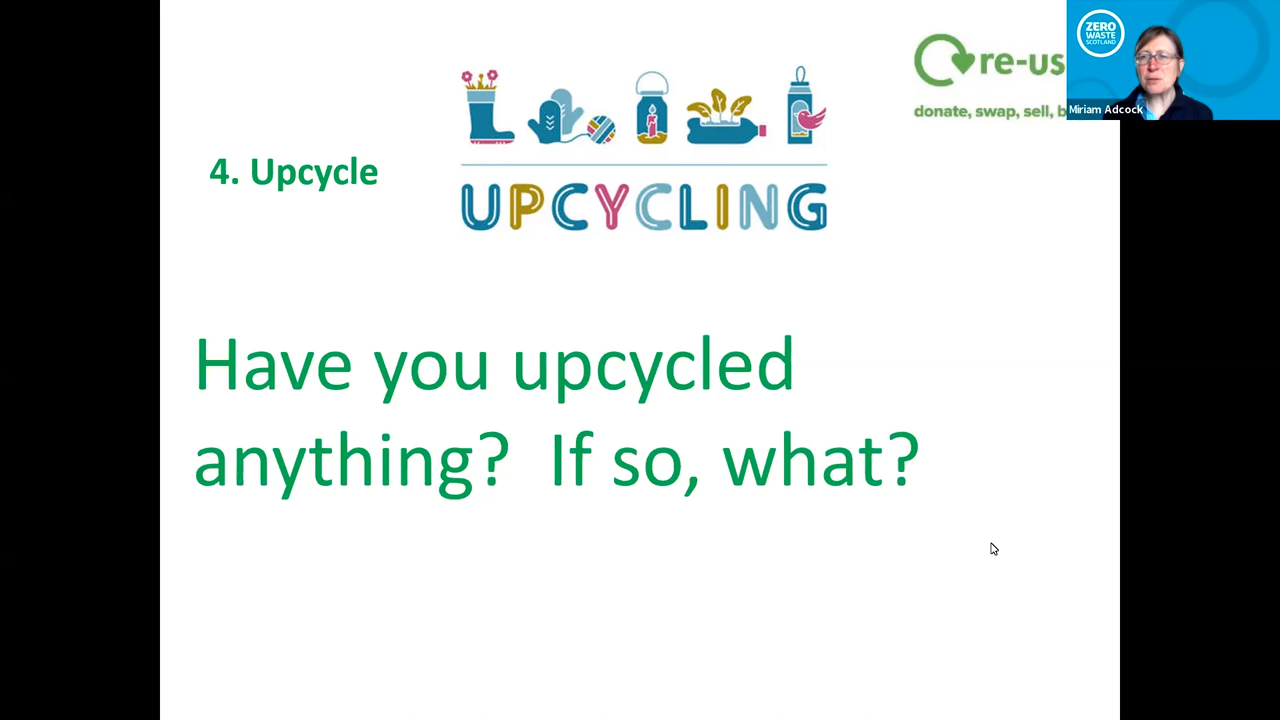 4. Upcycle
UPCYCLING
re-us
donate, swap, sell, b
ZERO
WASTE
SCOTLAND
Miriam Adcock
Have you upcycled
anything? If so, what?